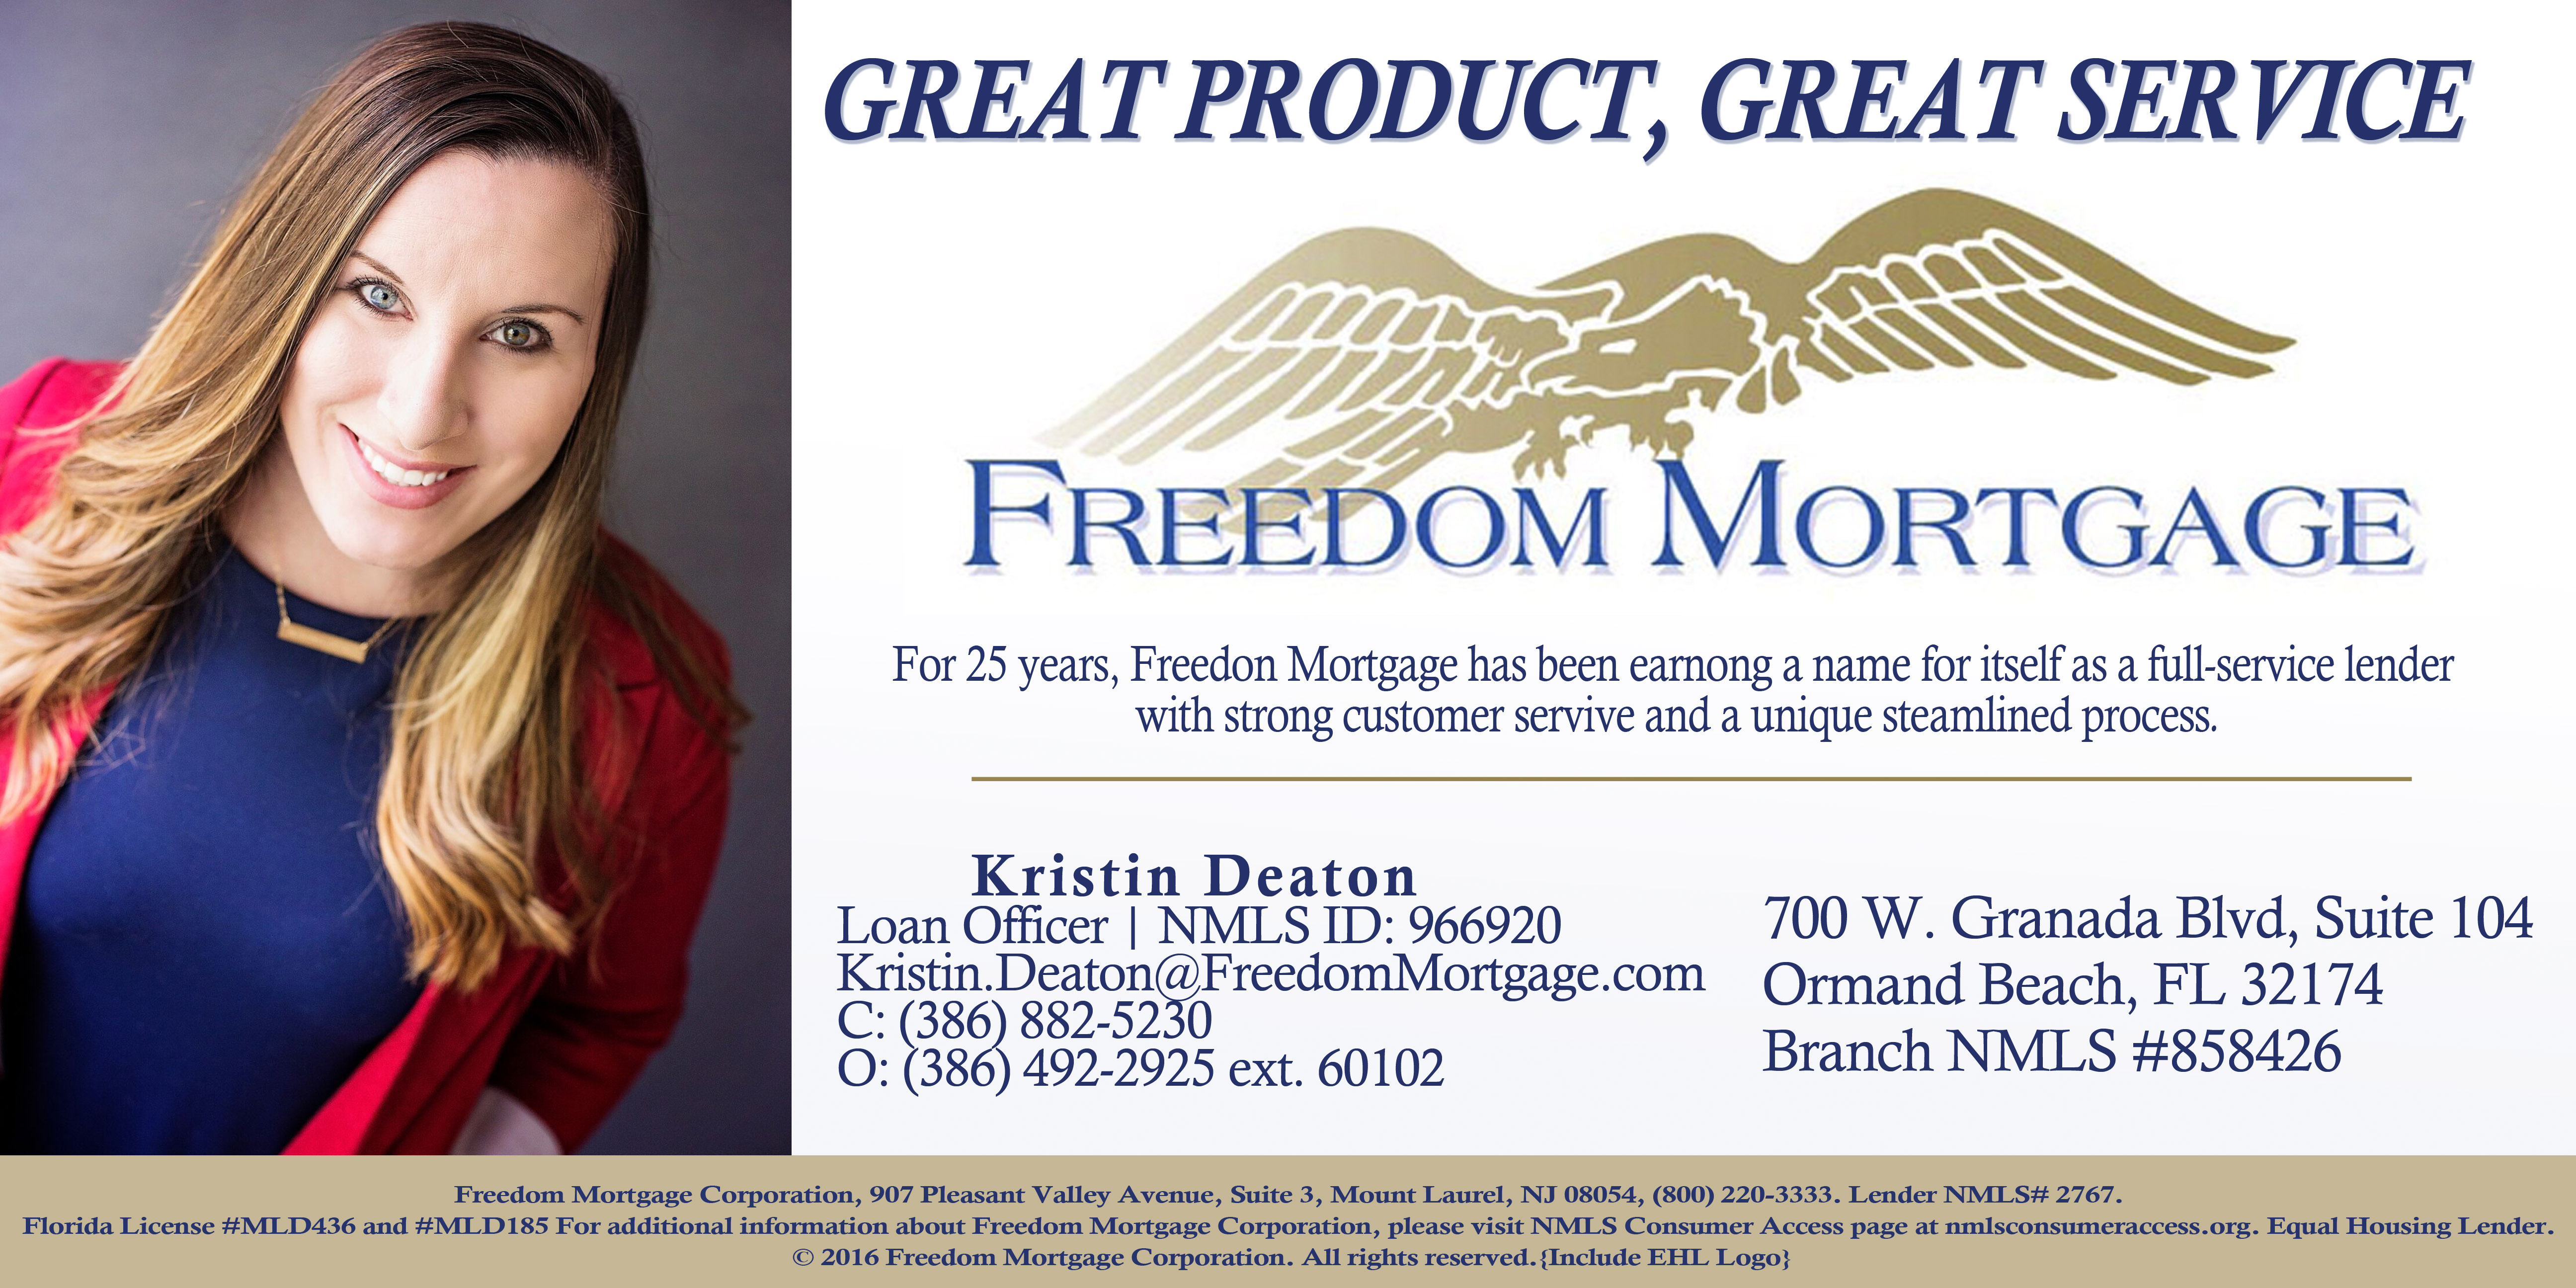 GREAT PRODUCT, GREAT SERVICE
FREEDOM MORTGAGE
For 25 years, Freedon Mortgage has been earnong a name for itself as a full-service lender
with strong customer servive and a unique steamlined process.
Kristin Deaton
Loan Officer | NMLS ID: 966920
Kristin.Deaton@FreedomMortgage.com
C: (386) 882-5230
O: (386) 492-2925 ext. 60102
700 W. Granada Blvd, Suite 104
Ormand Beach, FL 32174
Branch NMLS #858426
Freedom Mortgage Corporation, 907 Pleasant Valley Avenue, Suite 3, Mount Laurel, NJ 08054, (800) 220-3333. Lender NMLS# 2767.
Florida License #MLD436 and #MLD185 For additional information about Freedom Mortgage Corporation, please visit NMLS Consumer Access page at nmlsconsumeraccess.org. Equal Housing Lender.
© 2016 Freedom Mortgage Corporation. All rights reserved.{Include EHL Logo}